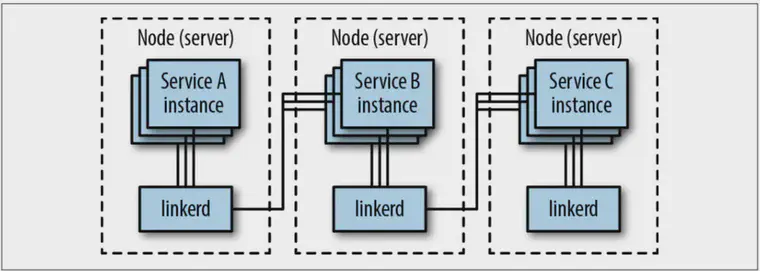 Node (server)
Service A
instance
linkerd
Node (server)
Service B
instance
linkerd
Node (server)
Service C
instance
linkerd